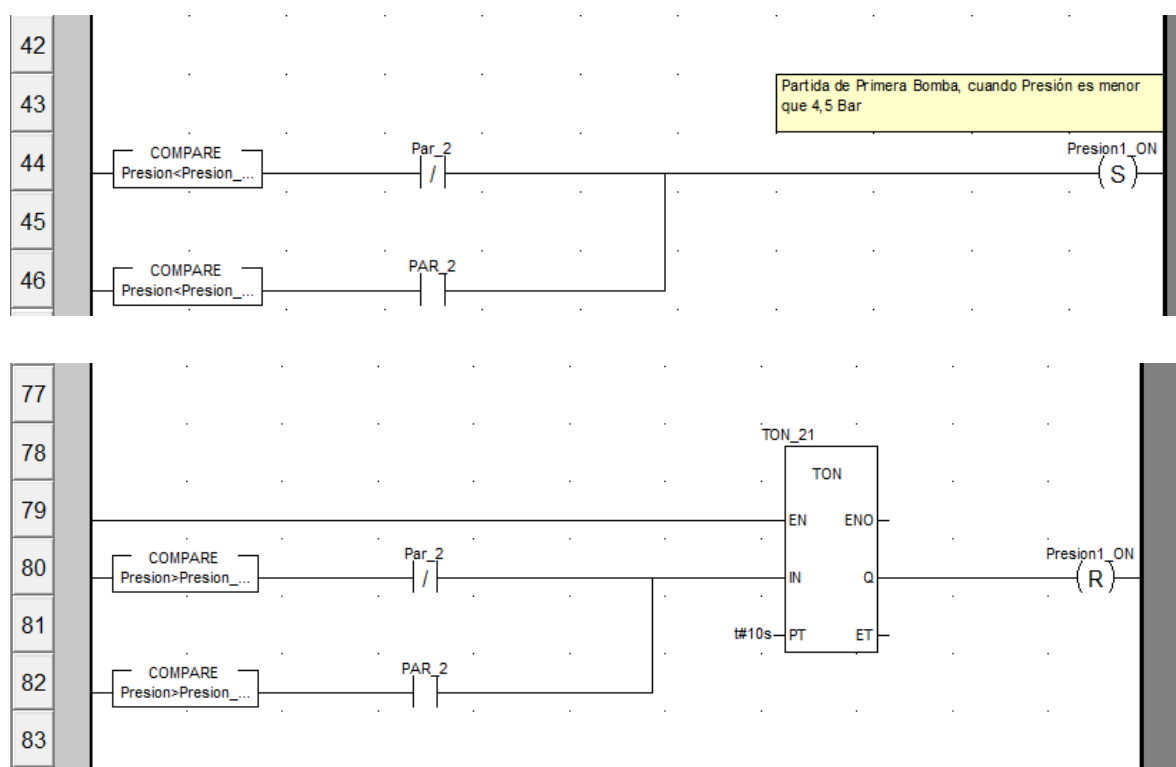 42
43
Partida de Primera Bomba, cuando Presión es menor
que 4,5 Bar
44
COMPARE
Presion<Presion_...
Par_2
/
Presion1_ON
S
45
46
COMPARE
Presion<Presion_...
PAR_2
77
78
TON_21
TON
79
EN ENO
80
COMPARE
Presion>Presion_...
Par_2
/
IN Q
Presion1_ON
R
81
t#10s PT ET
82
COMPARE
Presion>Presion_...
PAR_2
83